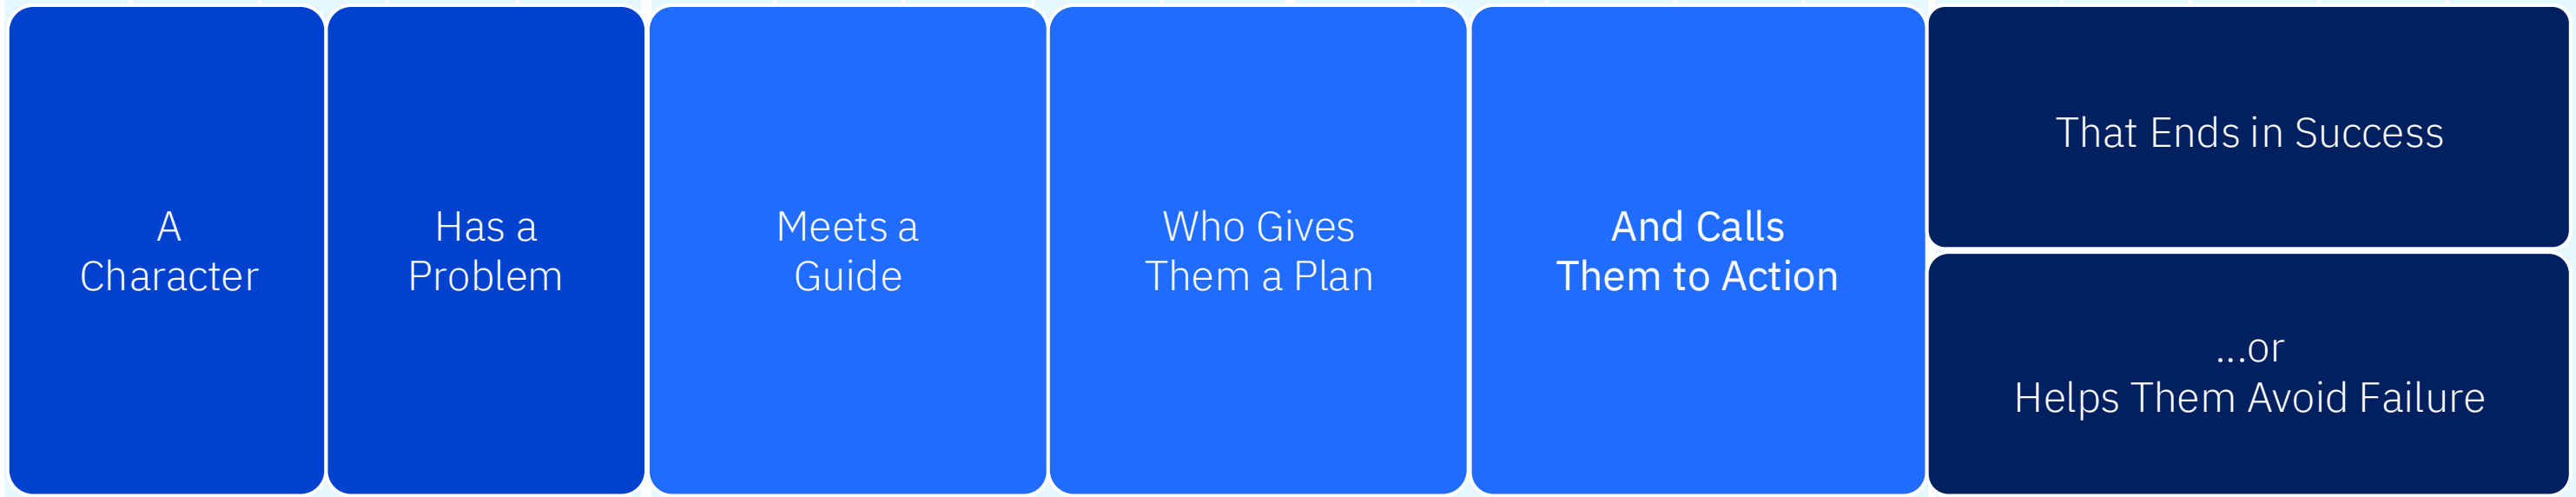 A
Character
Has a
Problem
Meets a
Guide
Who Gives
Them a Plan
And Calls
Them to Action
That Ends in Success
...or
Helps Them Avoid Failure